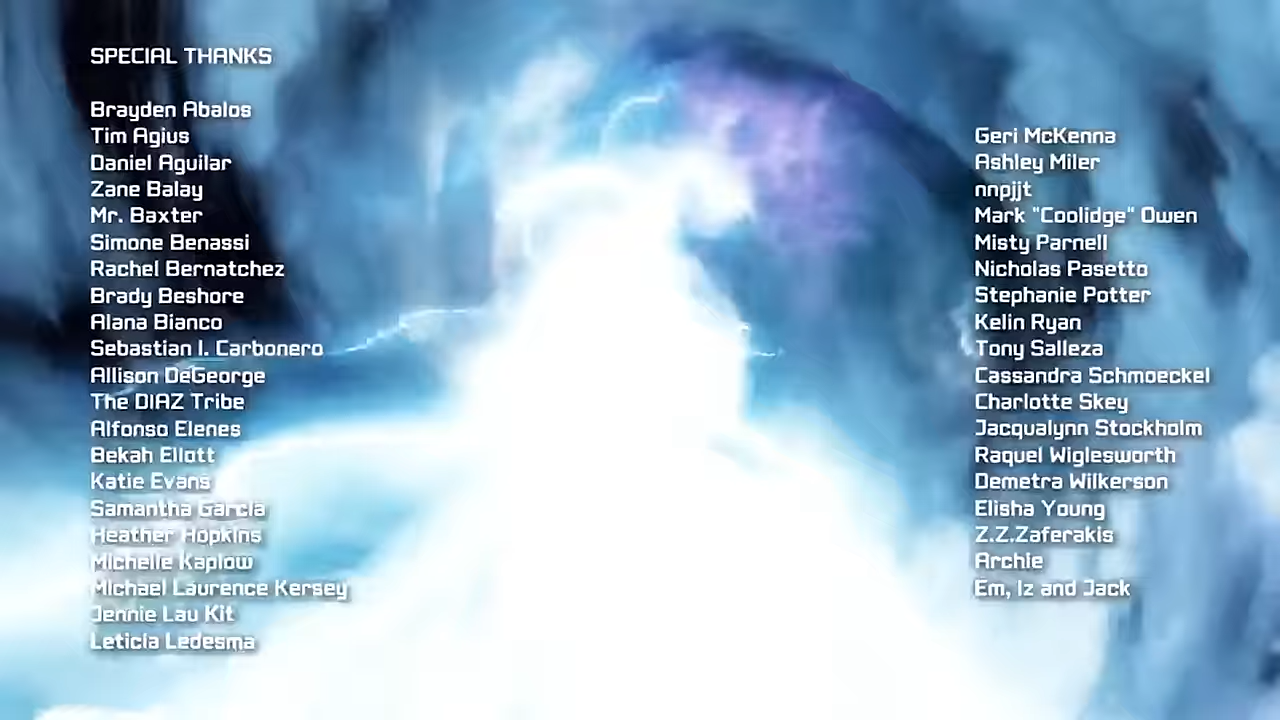 SPECIAL THANKS
Brayden Abalos
Tim Agius
Daniel Aguilar
Zane Balay
Mr. Baxter
Simone Benassi
Rachel Bernatchez
Brady Beshore
Alana Bianco
Sebastian I. Carbonero
Allison DeGeorge
The DIAZ Tribe
Alfonso Elenes
Bekah Ellott
Katie Evans
Samantha Garcia
Heather Hopkins
Michelle Kaplow
Michael Laurence Kersey
Jennie Lau Kit
Leticia Ledesma
Geri McKenna
Ashley Miler
nnpjjt
Mark "Coolidge" Owen
Misty Parnell
Nicholas Pasetto
Stephanie Potter
Kelin Ryan
Tony Salleza
Cassandra Schmoeckel
Charlotte Skey
Jacqualynn Stockholm
Raquel Wiglesworth
Demetra Wilkerson
Elisha Young
Z.Z.Zaferakis
Archie
Em, Iz and Jack